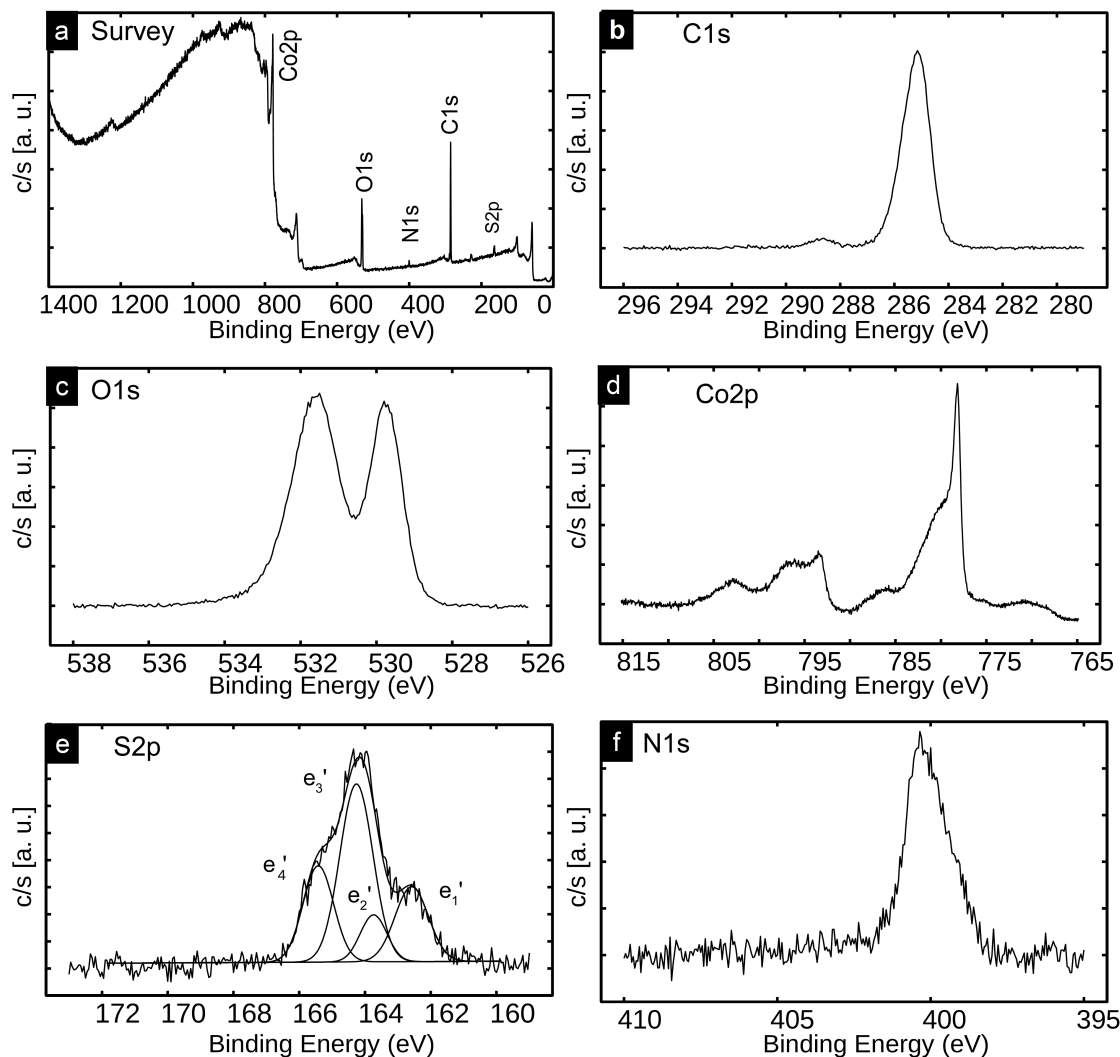 a Survey
Co2p
O1s
N1s
C1s
S2p
c/s [a. u.]
1400 1200 1000 800 600 400 200 0
Binding Energy (eV)
b C1s
c/s [a. u.]
296 294 292 290 288 286 284 282 280
Binding Energy (eV)
c O1s
c/s [a. u.]
538 536 534 532 530 528 526
Binding Energy (eV)
d Co2p
c/s [a. u.]
815 805 795 785 775 765
Binding Energy (eV)
e S2p
e₃'
e₄'
e₂'
e₁'
c/s [a. u.]
172 170 168 166 164 162 160
Binding Energy (eV)
f N1s
c/s [a. u.]
410 405 400 395
Binding Energy (eV)